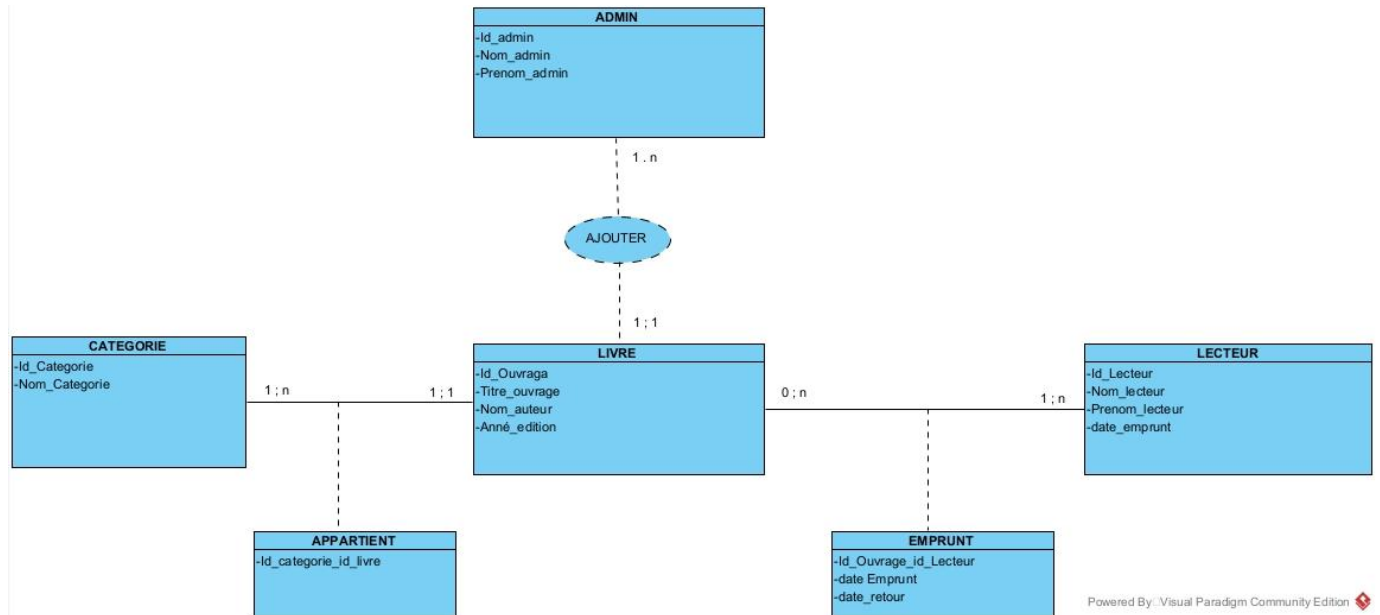 ADMIN
-Id_admin
-Nom_admin
-Prenom_admin
1 . n
AJOUTER
1 ; 1
CATEGORIE
-Id_Categorie
-Nom_Categorie
1 ; n
1 ; 1
LIVRE
-Id_Ouvraga
-Titre_ouvrage
-Nom_auteur
-Anné_edition
0 ; n
1 ; n
LECTEUR
-Id_Lecteur
-Nom_lecteur
-Prenom_lecteur
-date_emprunt
APPARTIENT
-Id_categorie_id_livre
EMPRUNT
-Id_Ouvrage_id_Lecteur
-date Emprunt
-date_retour
Powered By Visual Paradigm Community Edition